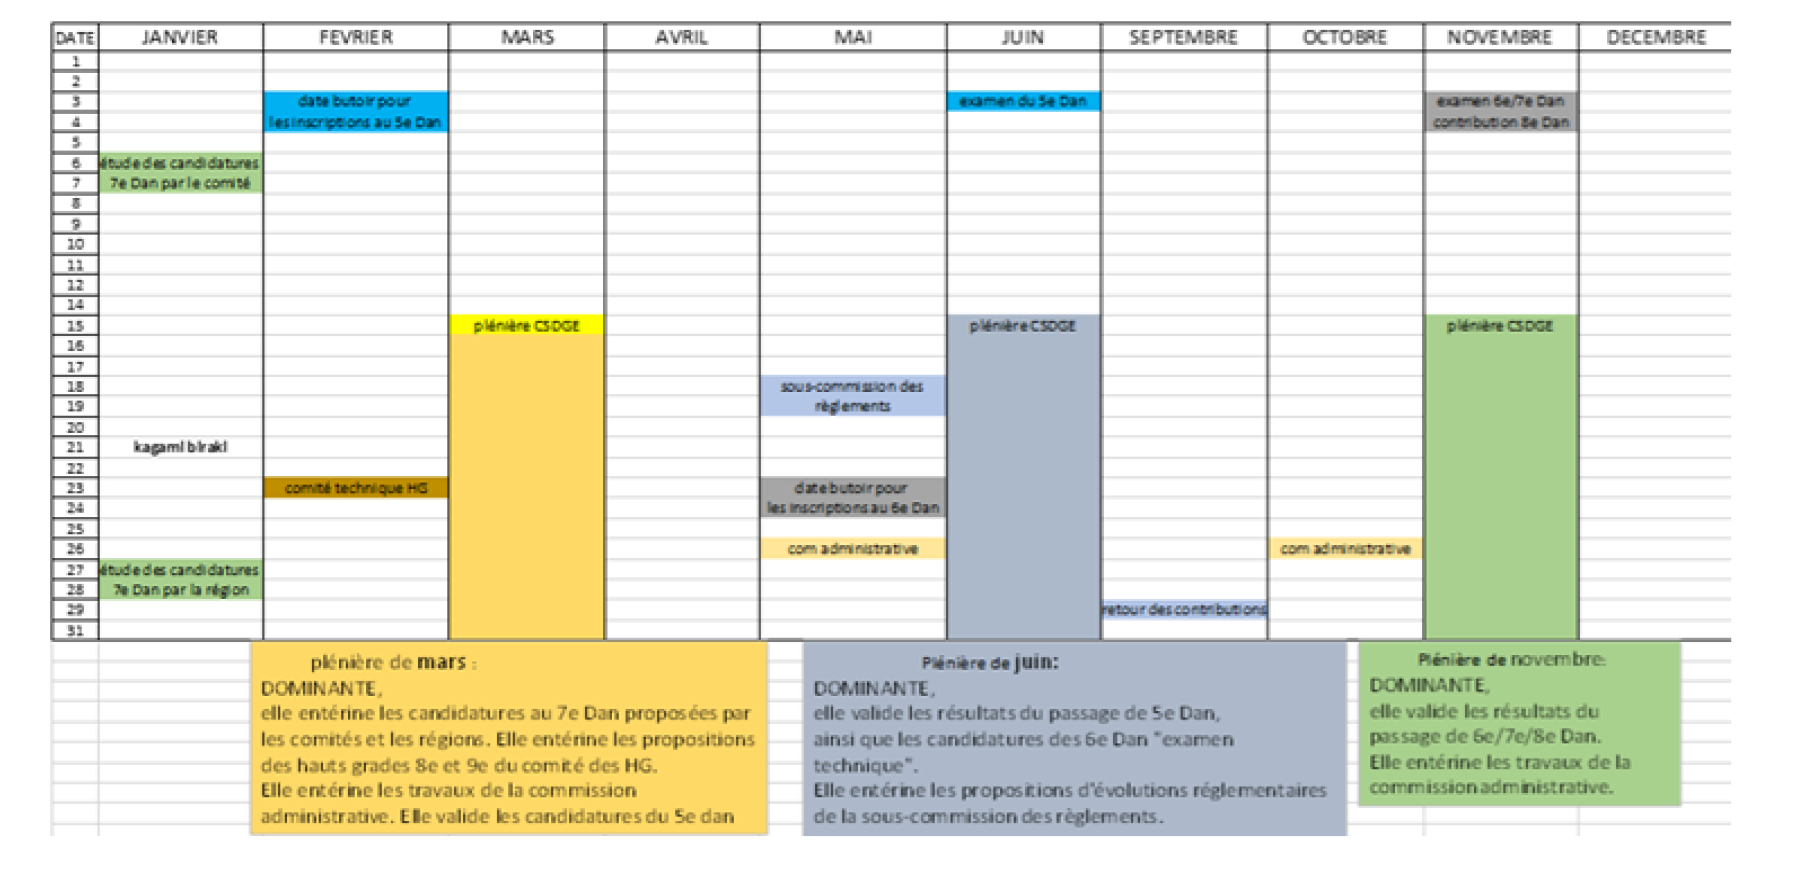 DATE JANVIER FEVRIER MARS AVRIL MAI JUIN SEPTEMBRE OCTOBRE NOVEMBRE DECEMBRE
1
2
3 date butoir pour examen du 5e Dan examen 6e/7e Dan
4 les inscriptions au 5e Dan contribution 8e Dan
5
6 étude des candidatures
7 7e Dan par le comité
8
9
10
11
12
14
15 plénière CSDGE plénière CSDGE plénière CSDGE
16
17
18 sous-commission des
19 règlements
20
21 kagami biraki
22
23 comité technique HG date butoir pour
24 les inscriptions au 6e Dan
25
26 com administrative com administrative
27 étude des candidatures
28 7e Dan par la région
29 retour des contributions
31
plénière de mars :
DOMINANTE,
elle entérine les candidatures au 7e Dan proposées par
les comités et les régions. Elle entérine les propositions
des hauts grades 8e et 9e du comité des HG.
Elle entérine les travaux de la commission
administrative. Elle valide les candidatures du 5e dan
Plénière de juin:
DOMINANTE,
elle valide les résultats du passage de 5e Dan,
ainsi que les candidatures des 6e Dan "examen
technique".
Elle entérine les propositions d'évolutions réglementaires
de la sous-commission des règlements.
Plénière de novembre:
DOMINANTE,
elle valide les résultats du
passage de 6e/7e/8e Dan.
Elle entérine les travaux de la
commission administrative.